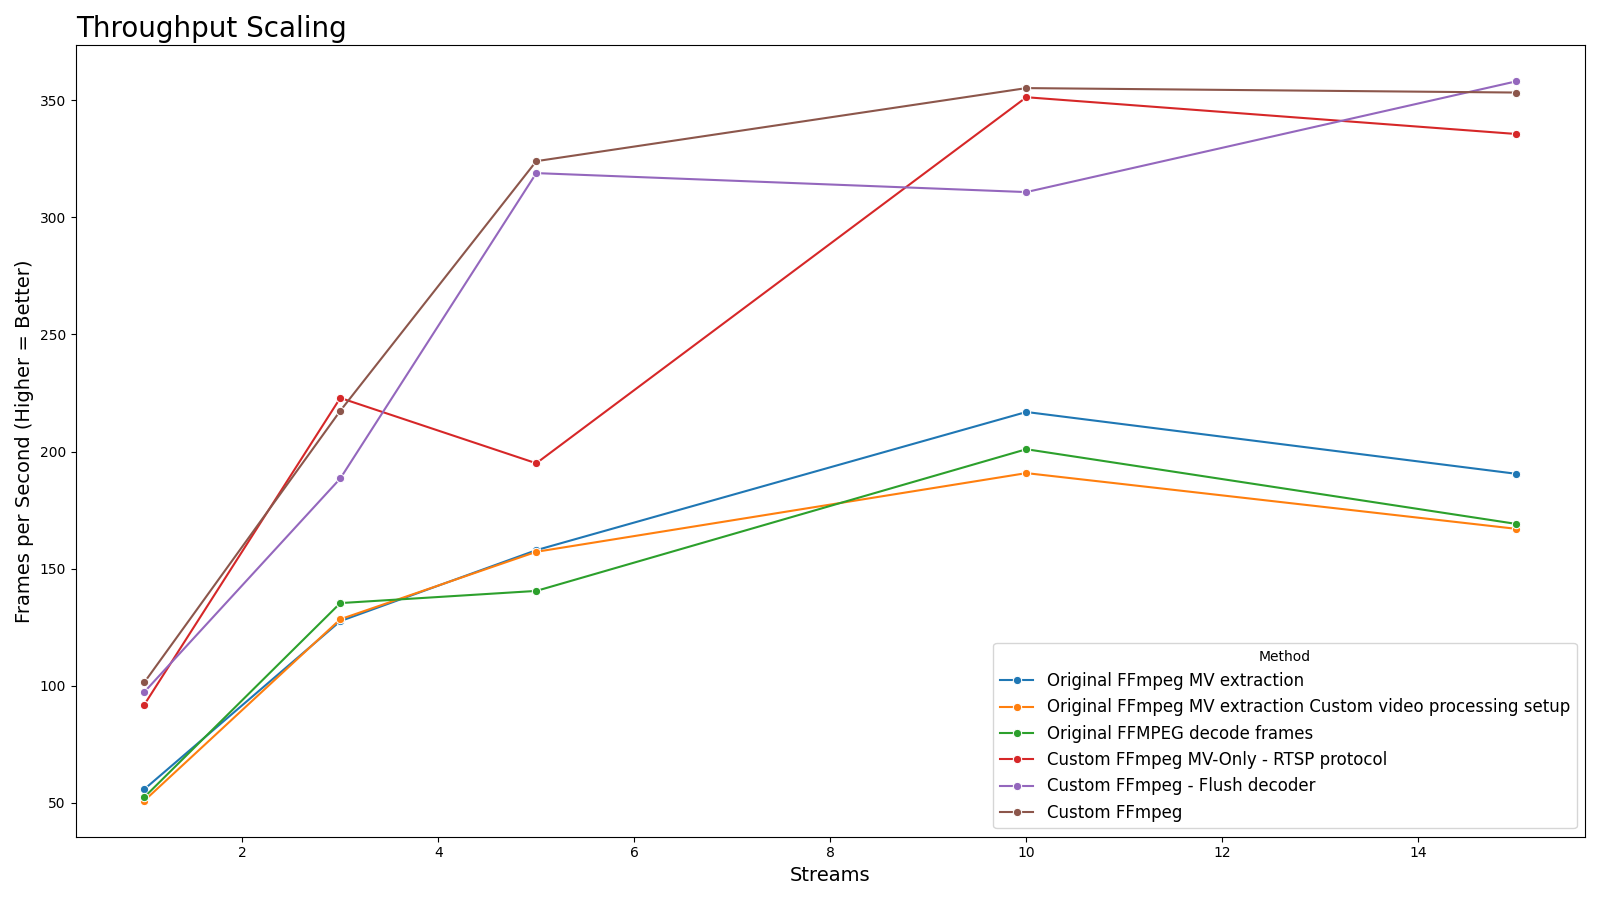 Throughput Scaling
Frames per Second (Higher = Better)
350
300
250
200
150
100
50
2
4
6
8
10
12
14
Streams
Method
Original FFmpeg MV extraction
Original FFmpeg MV extraction Custom video processing setup
Original FFMPEG decode frames
Custom FFmpeg MV-Only - RTSP protocol
Custom FFmpeg - Flush decoder
Custom FFmpeg